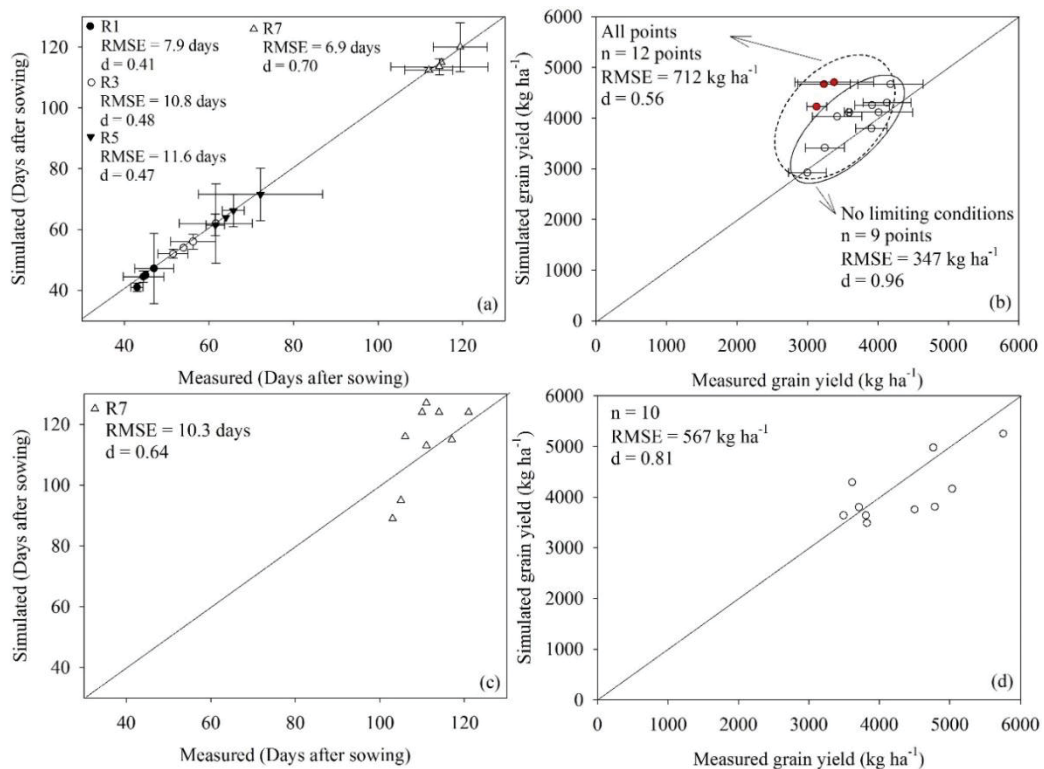 ● R1
RMSE = 7.9 days
d = 0.41
○ R3
RMSE = 10.8 days
d = 0.48
▼ R5
RMSE = 11.6 days
d = 0.47
△ R7
RMSE = 6.9 days
d = 0.70
120
100
80
60
40
40 60 80 100 120
Simulated (Days after sowing)
Measured (Days after sowing)
(a)
All points
n = 12 points
RMSE = 712 kg ha⁻¹
d = 0.56
No limiting conditions
n = 9 points
RMSE = 347 kg ha⁻¹
d = 0.96
6000
5000
4000
3000
2000
1000
0
0 1000 2000 3000 4000 5000 6000
Simulated grain yield (kg ha⁻¹)
Measured grain yield (kg ha⁻¹)
(b)
△ R7
RMSE = 10.3 days
d = 0.64
120
100
80
60
40
40 60 80 100 120
Simulated (Days after sowing)
Measured (Days after sowing)
(c)
n = 10
RMSE = 567 kg ha⁻¹
d = 0.81
6000
5000
4000
3000
2000
1000
0
0 1000 2000 3000 4000 5000 6000
Simulated grain yield (kg ha⁻¹)
Measured grain yield (kg ha⁻¹)
(d)